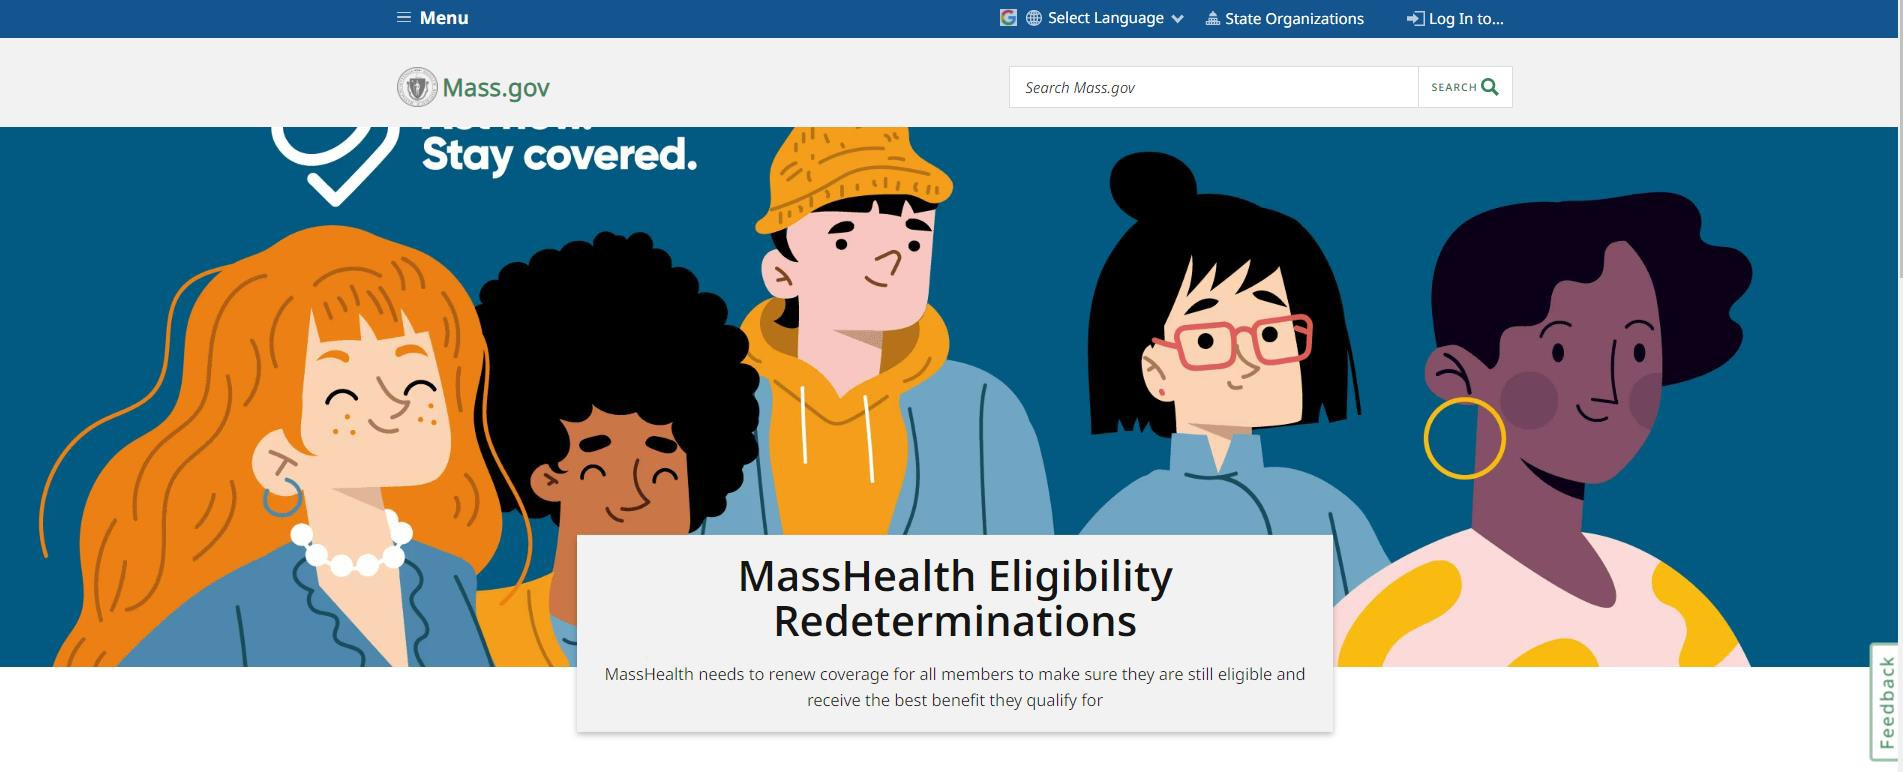 Menu
Select Language
State Organizations
Log In to...
Mass.gov
Search Mass.gov
SEARCH
Act now.
Stay covered.
MassHealth Eligibility
Redeterminations
MassHealth needs to renew coverage for all members to make sure they are still eligible and
receive the best benefit they qualify for
Feedback